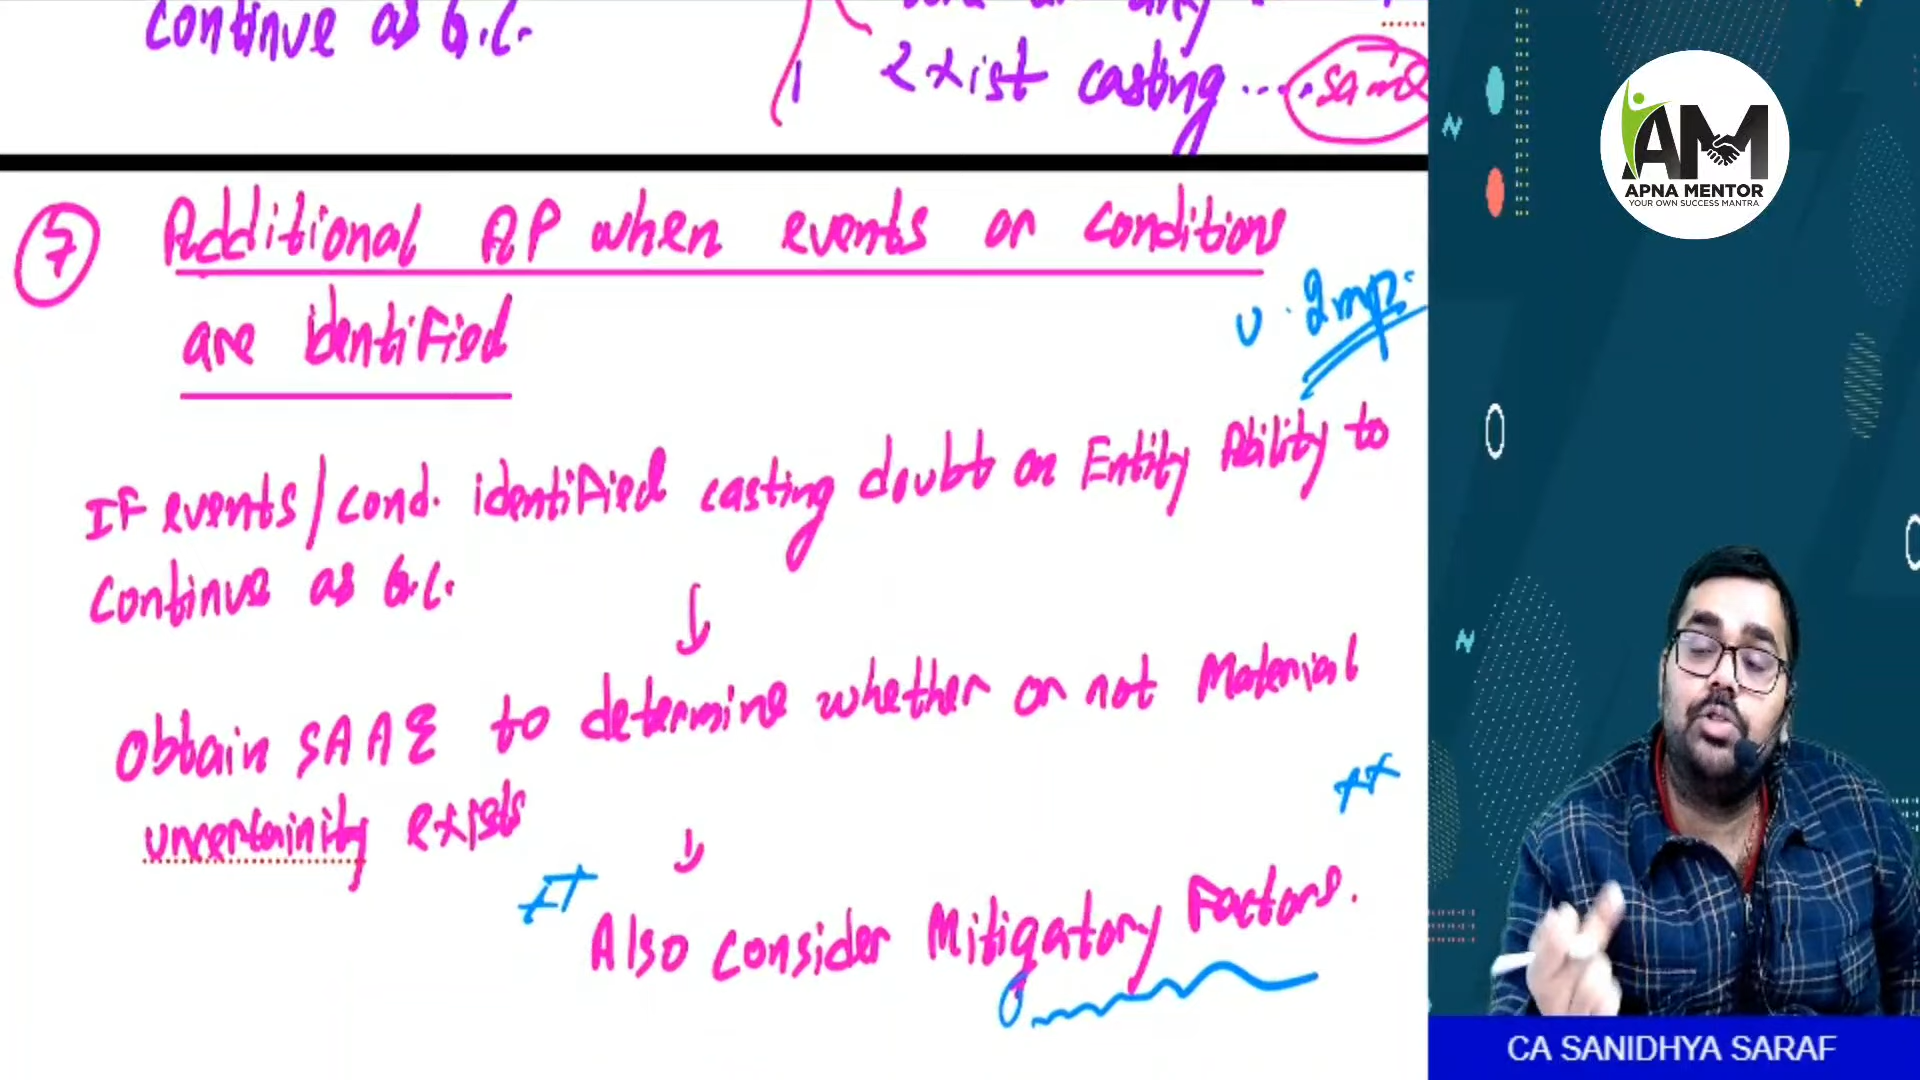 continue as G.C.
exist casting .... same
7 Additional AP when events or conditions
are identified
V. Imp.
If events/cond. identified casting doubt on Entity Ability to
continue as G.C.
Obtain SAAE to determine whether or not Material
uncertainity exists
Also consider Mitigatory Factors.
AM
APNA MENTOR
YOUR OWN SUCCESS MANTRA
CA SANIDHYA SARAF